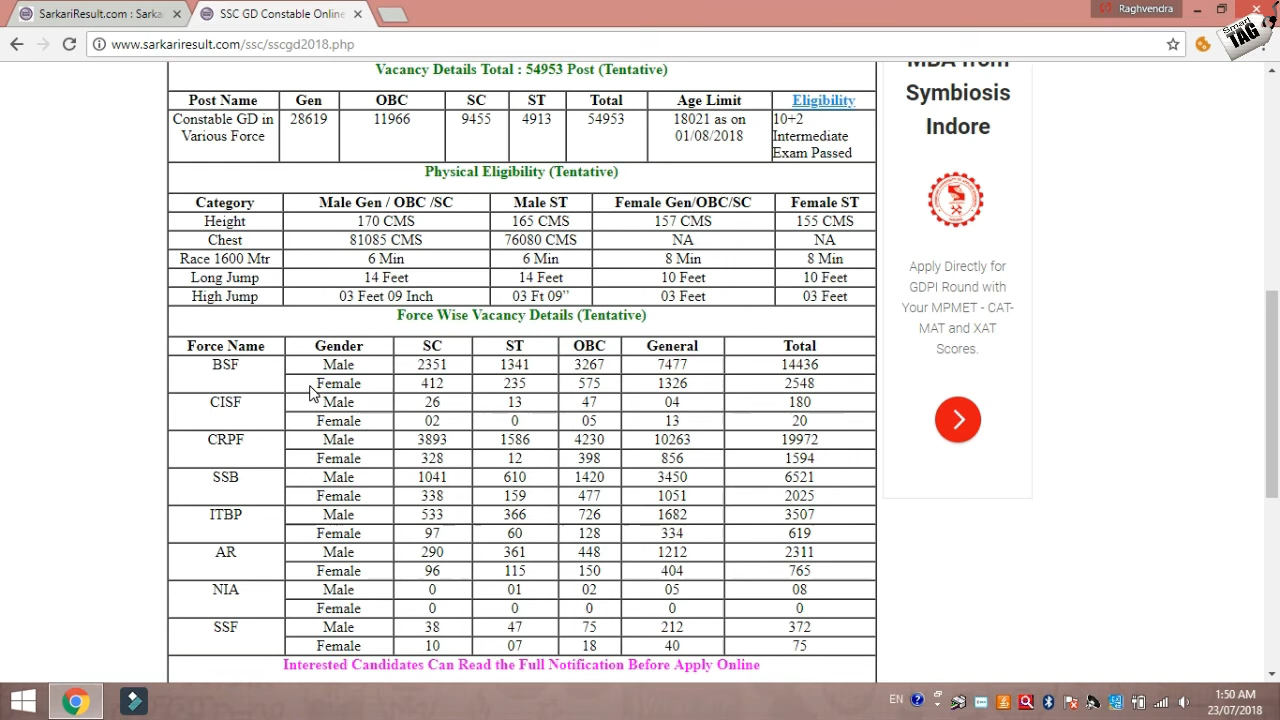 SarkariResult.com : Sarka
SSC GD Constable Online
Raghvendra
www.sarkariresult.com/ssc/sscgd2018.php
Smart TAG
Vacancy Details Total : 54953 Post (Tentative)
Post Name Gen OBC SC ST Total Age Limit Eligibility
Constable GD in 28619 11966 9455 4913 54953 18021 as on 10+2
Various Force 01/08/2018 Intermediate
Exam Passed
Physical Eligibility (Tentative)
Category Male Gen / OBC /SC Male ST Female Gen/OBC/SC Female ST
Height 170 CMS 165 CMS 157 CMS 155 CMS
Chest 81085 CMS 76080 CMS NA NA
Race 1600 Mtr 6 Min 6 Min 8 Min 8 Min
Long Jump 14 Feet 14 Feet 10 Feet 10 Feet
High Jump 03 Feet 09 Inch 03 Ft 09” 03 Feet 03 Feet
Force Wise Vacancy Details (Tentative)
Force Name Gender SC ST OBC General Total
BSF Male 2351 1341 3267 7477 14436
Female 412 235 575 1326 2548
CISF Male 26 13 47 04 180
Female 02 0 05 13 20
CRPF Male 3893 1586 4230 10263 19972
Female 328 12 398 856 1594
SSB Male 1041 610 1420 3450 6521
Female 338 159 477 1051 2025
ITBP Male 533 366 726 1682 3507
Female 97 60 128 334 619
AR Male 290 361 448 1212 2311
Female 96 115 150 404 765
NIA Male 0 01 02 05 08
Female 0 0 0 0 0
SSF Male 38 47 75 212 372
Female 10 07 18 40 75
Interested Candidates Can Read the Full Notification Before Apply Online
MBA from
Symbiosis
Indore
Apply Directly for
GDPI Round with
Your MPMET - CAT-
MAT and XAT
Scores.
EN
1:50 AM
23/07/2018